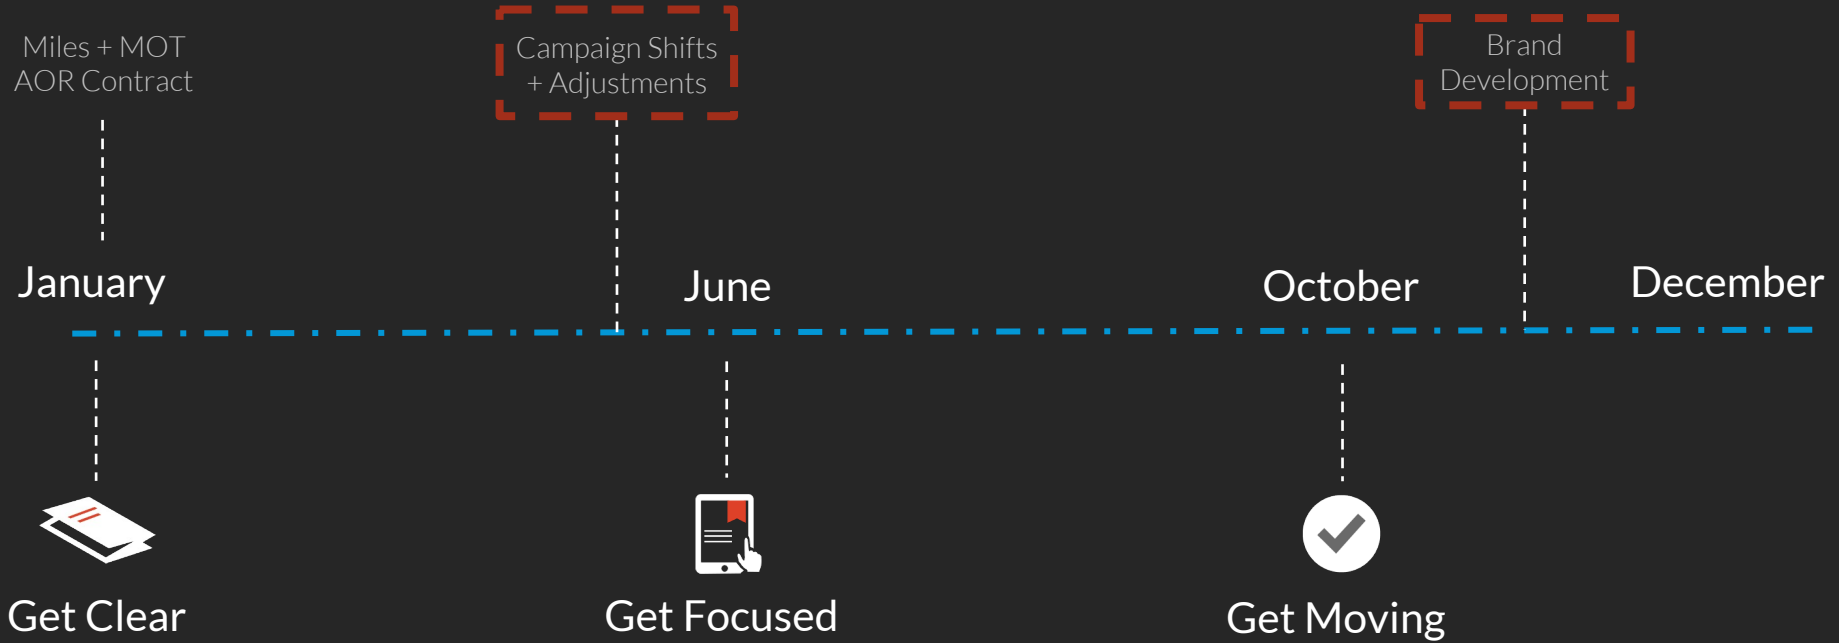 Miles + MOT
AOR Contract
Campaign Shifts
+ Adjustments
Brand
Development
January
June
October
December
Get Clear
Get Focused
Get Moving